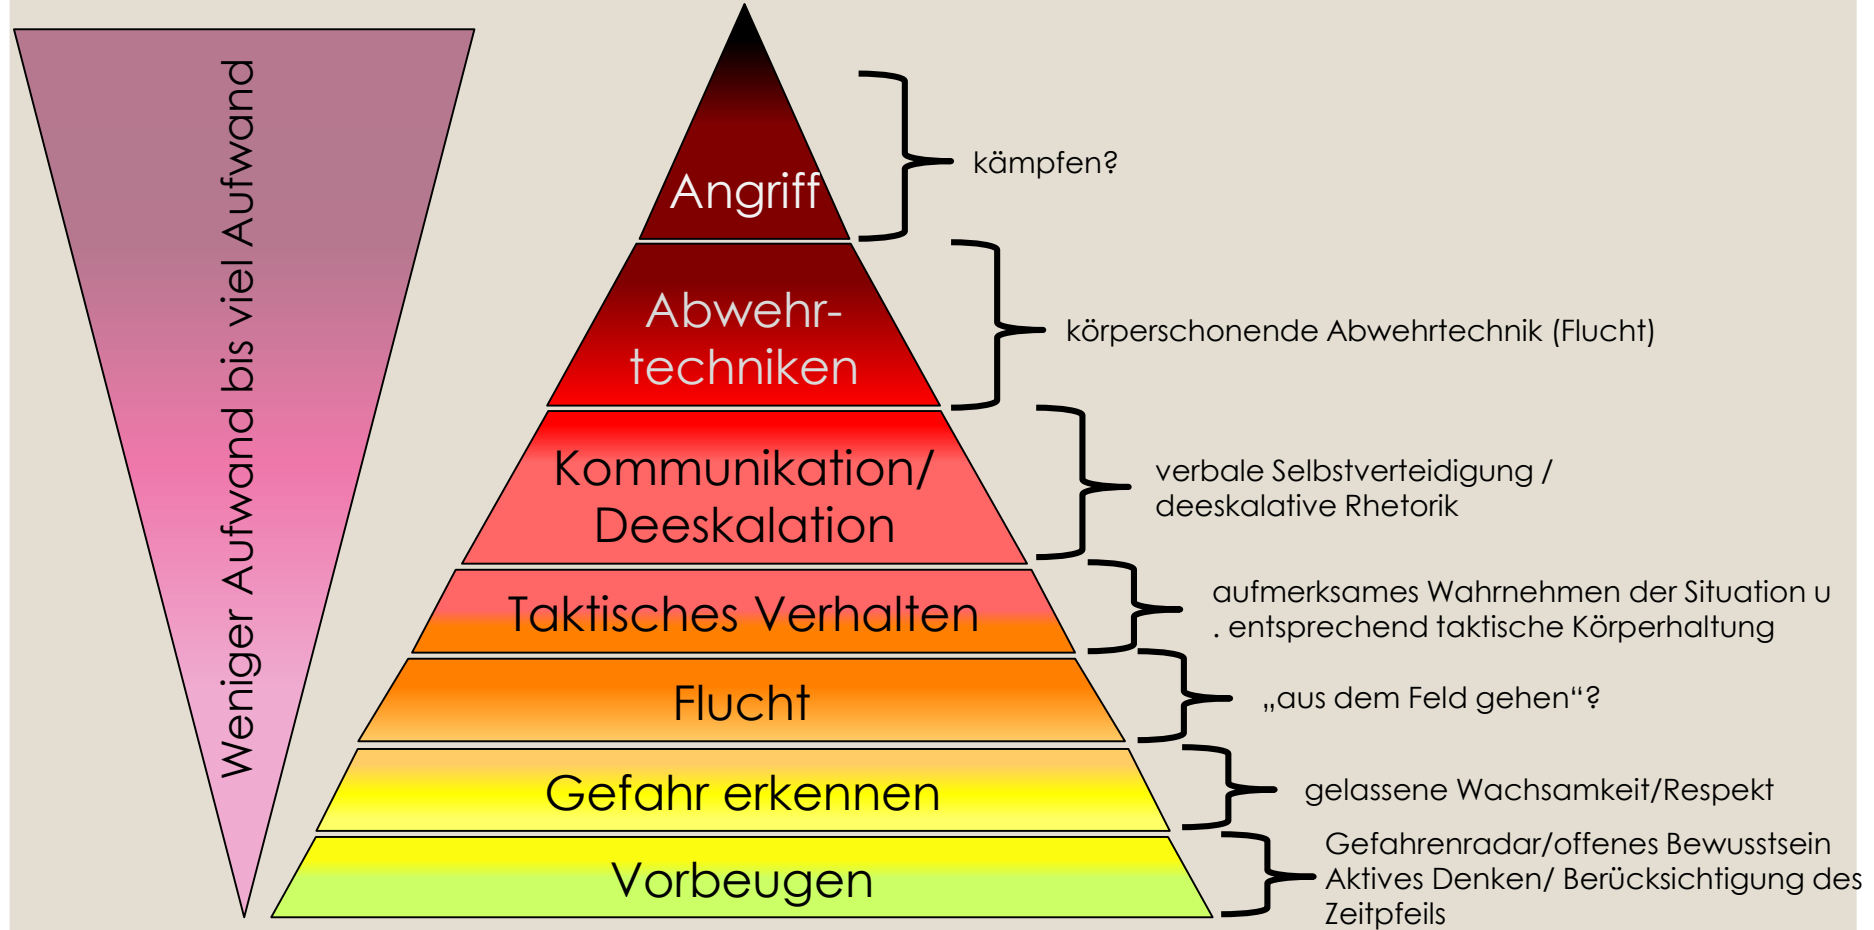 Weniger Aufwand bis viel Aufwand
Angriff
kämpfen?
Abwehr-
techniken
körperschonende Abwehrtechnik (Flucht)
Kommunikation/
Deeskalation
verbale Selbstverteidigung /
deeskalative Rhetorik
Taktisches Verhalten
aufmerksames Wahrnehmen der Situation u
. entsprechend taktische Körperhaltung
Flucht
„aus dem Feld gehen“?
Gefahr erkennen
gelassene Wachsamkeit/Respekt
Vorbeugen
Gefahrenradar/offenes Bewusstsein
Aktives Denken/ Berücksichtigung des
Zeitpfeils